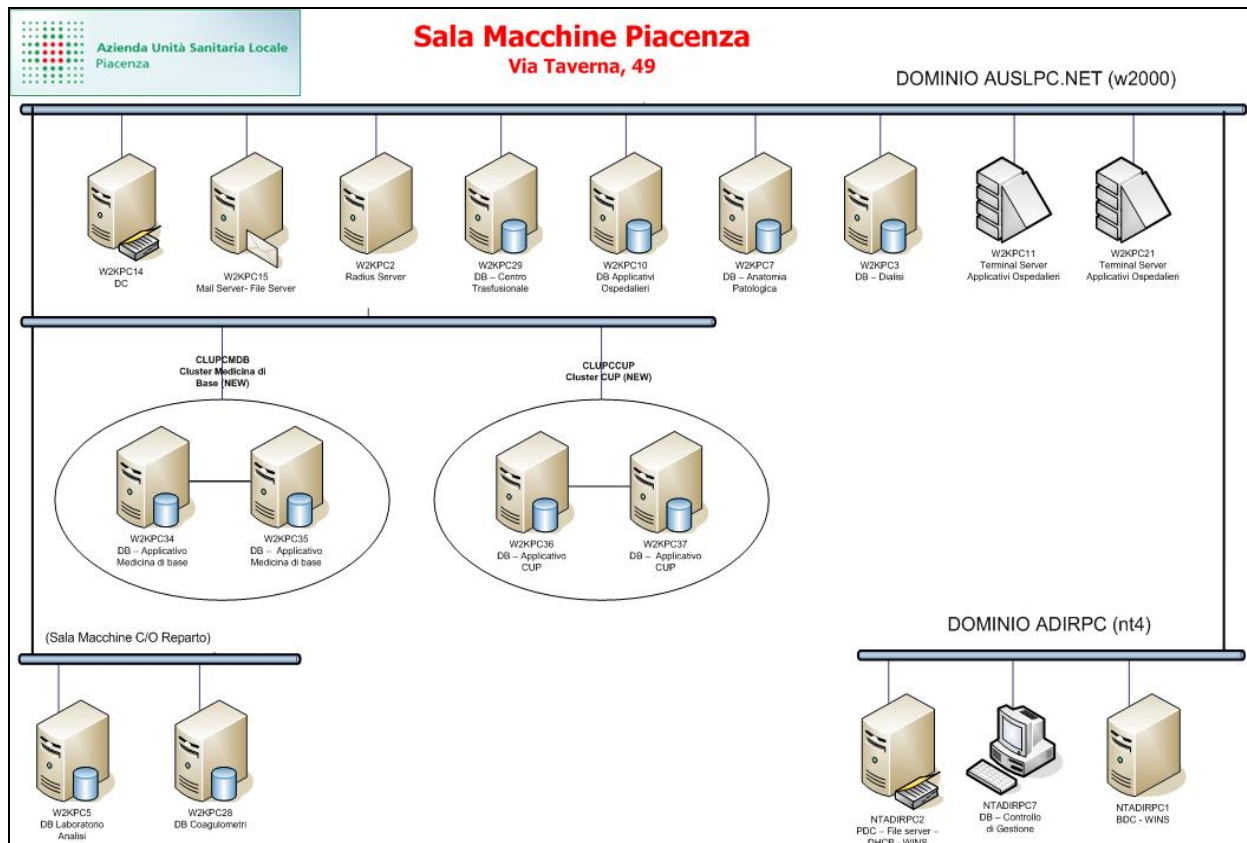 Azienda Unità Sanitaria Locale
Piacenza
Sala Macchine Piacenza
Via Taverna, 49
DOMINIO AUSLPC.NET (w2000)
W2KPC14
DC
W2KPC15
Mail Server- File Server
W2KPC2
Radius Server
W2KPC29
DB – Centro
Trasfusionale
W2KPC10
DB Applicativi
Ospedalieri
W2KPC7
DB – Anatomia
Patologica
W2KPC3
DB – Dialisi
W2KPC11
Terminal Server
Applicativi Ospedalieri
W2KPC21
Terminal Server
Applicativi Ospedalieri
CLUPCMDB
Cluster Medicina di
Base (NEW)
CLUPCCUP
Cluster CUP (NEW)
W2KPC34
DB – Applicativo
Medicina di base
W2KPC35
DB – Applicativo
Medicina di base
W2KPC36
DB – Applicativo
CUP
W2KPC37
DB – Applicativo
CUP
(Sala Macchine C/O Reparto)
DOMINIO ADIRPC (nt4)
W2KPC5
DB Laboratorio
Analisi
W2KPC28
DB Coagulometri
NTADIRPC2
PDC – File server –
DHCP - WINS
NTADIRPC7
DB – Controllo
di Gestione
NTADIRPC1
BDC - WINS